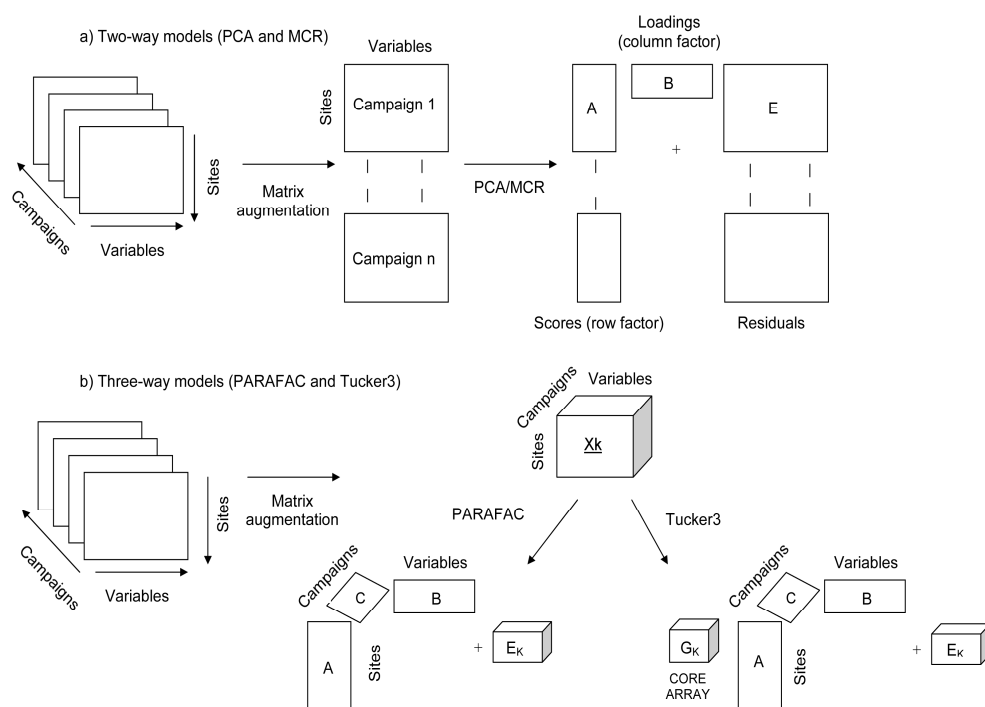 a) Two-way models (PCA and MCR)
Campaigns
Variables
Sites
Matrix
augmentation
Variables
Sites
Campaign 1
Campaign n
PCA/MCR
Loadings
(column factor)
A
B
+
E
Scores (row factor)
Residuals
b) Three-way models (PARAFAC and Tucker3)
Campaigns
Variables
Sites
Matrix
augmentation
Campaigns
Variables
Sites
Xk
PARAFAC
Tucker3
Campaigns
Variables
C
B
A
Sites
+
EK
GK
CORE
ARRAY
Campaigns
Variables
C
B
A
Sites
+
EK